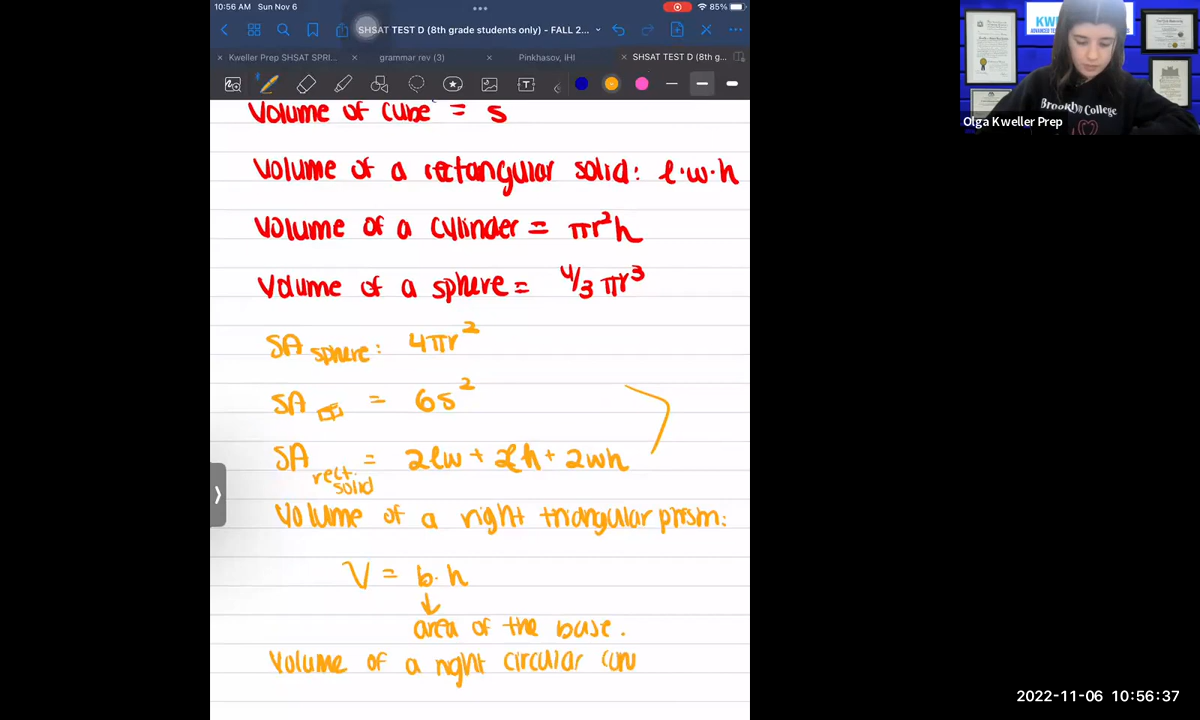 10:56 AM Sun Nov 6
85%
SHSAT TEST D (8th grade students only) - FALL 2...
Kweller Prep SHSAT SPRI...
grammar rev (3)
Pinkhasov, IHI
SHSAT TEST D (8th g...
Volume of cube = s
Volume of a rectangular solid: l·w·h
Volume of a cylinder = πr²h
Volume of a sphere = 4/3 πr³
SA sphere: 4πr²
SA = 6s²
SA rect. solid = 2lw + 2lh + 2wh
Volume of a right triangular prism:
V = b·h
area of the base.
Volume of a right circular con
KW
Brooklyn College
Olga Kweller Prep
2022-11-06 10:56:37